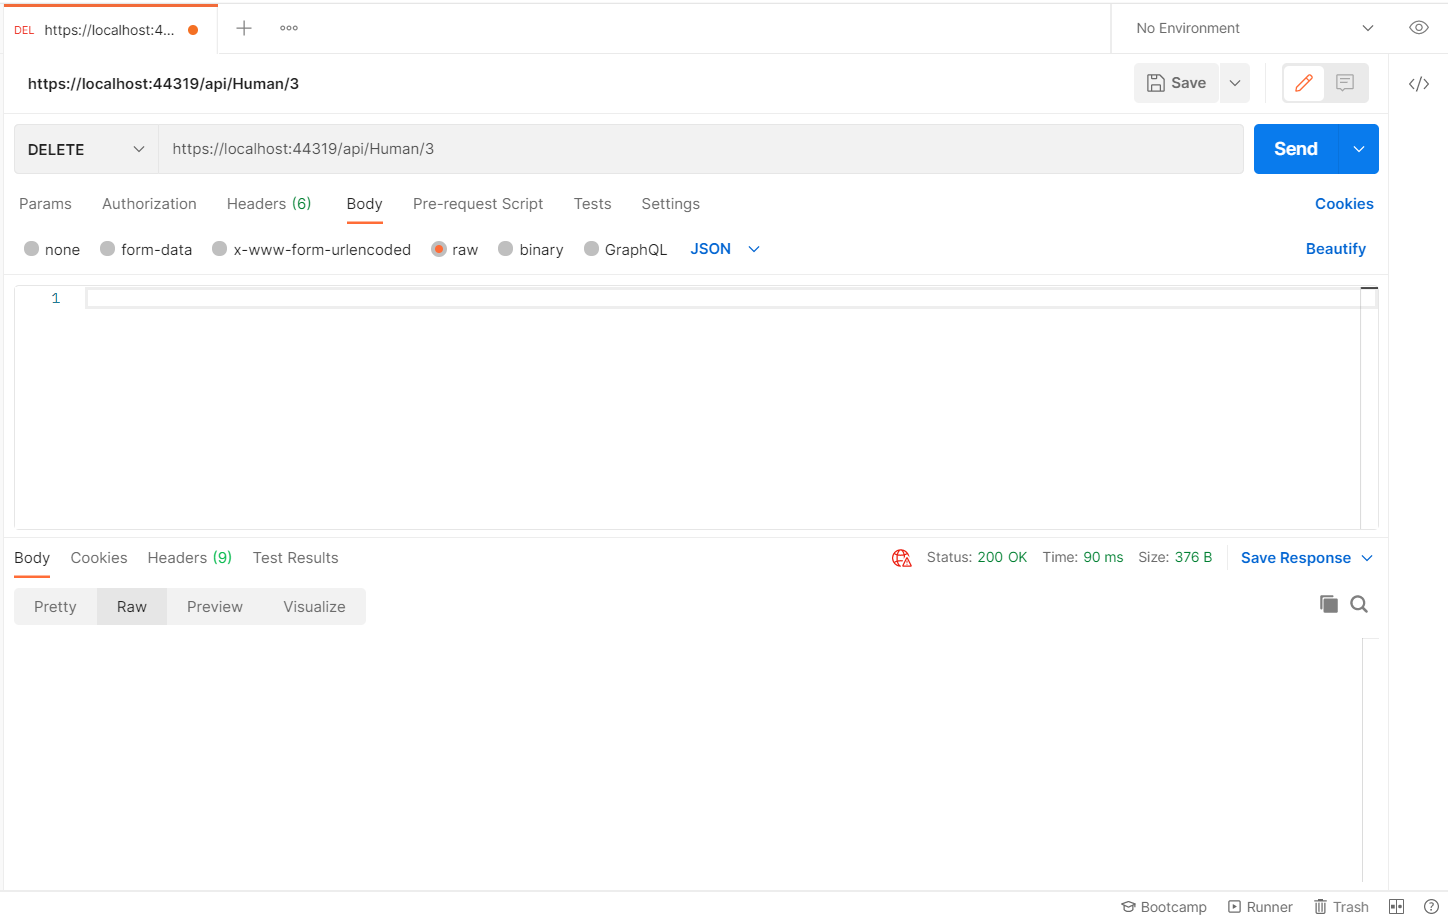 DEL https://localhost:4...
No Environment
https://localhost:44319/api/Human/3
Save
DELETE
https://localhost:44319/api/Human/3
Send
Params Authorization Headers (6) Body Pre-request Script Tests Settings Cookies
none form-data x-www-form-urlencoded raw binary GraphQL JSON Beautify
1
Body Cookies Headers (9) Test Results Status: 200 OK Time: 90 ms Size: 376 B Save Response
Pretty Raw Preview Visualize
Bootcamp Runner Trash